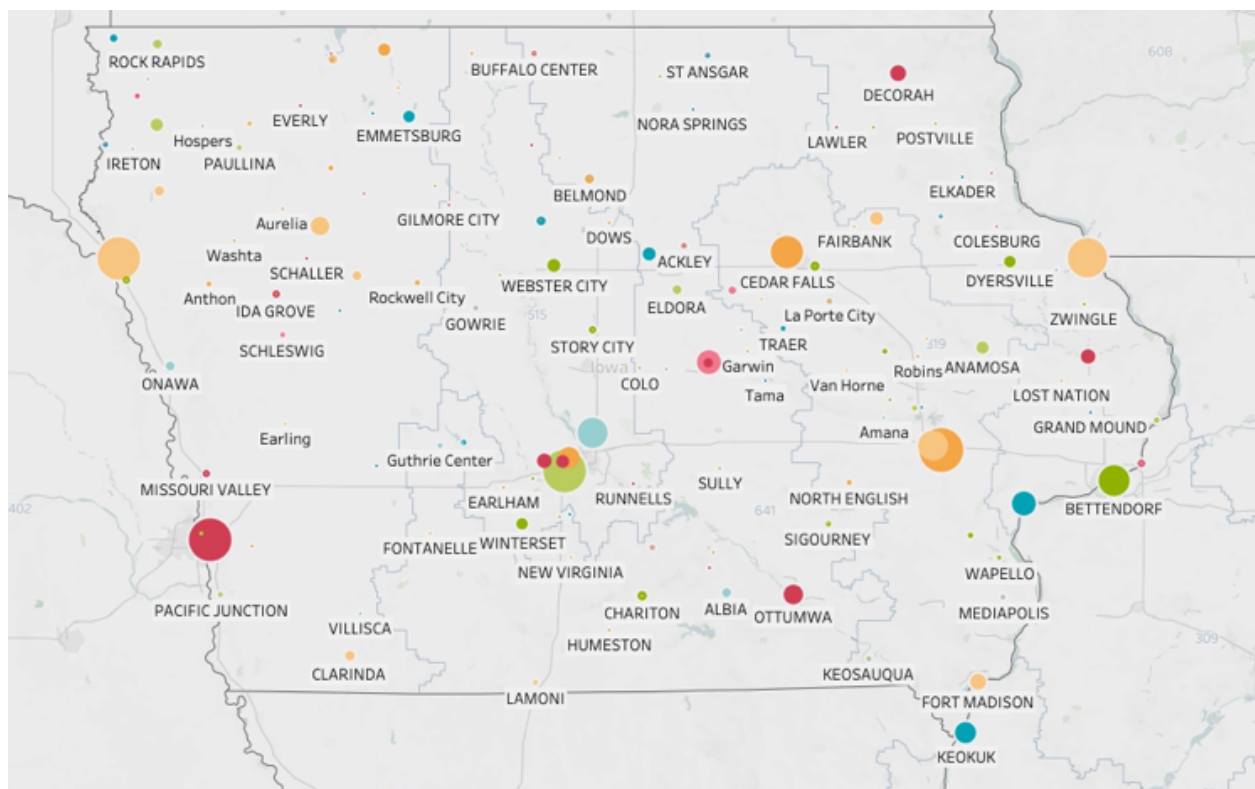 608
ROCK RAPIDS
BUFFALO CENTER
ST ANSGAR
DECORAH
EVERLY
EMMETSBURG
NORA SPRINGS
Hospers
LAWLER
POSTVILLE
IRETON
PAULLINA
BELMOND
ELKADER
Aurelia
GILMORE CITY
DOWS
FAIRBANK
COLESBURG
Washta
SCHALLER
ACKLEY
CEDAR FALLS
DYERSVILLE
WEBSTER CITY
Anthon
IDA GROVE
Rockwell City
ELDORA
La Porte City
GOWRIE
515
ZWINGLE
SCHLESWIG
STORY CITY
TRAER
319
Iowa
Garwin
Robins
ANAMOSA
ONAWA
COLO
Tama
Van Horne
LOST NATION
Earling
Amana
GRAND MOUND
Guthrie Center
MISSOURI VALLEY
EARLHAM
RUNNELLS
SULLY
NORTH ENGLISH
BETTENDORF
402
641
FONTANELLE
WINTERSET
SIGOURNEY
NEW VIRGINIA
WAPELLO
PACIFIC JUNCTION
CHARITON
ALBIA
OTTUMWA
MEDIAPOLIS
VILLISCA
HUMESTON
309
CLARINDA
KEOSAUQUA
LAMONI
FORT MADISON
KEOKUK